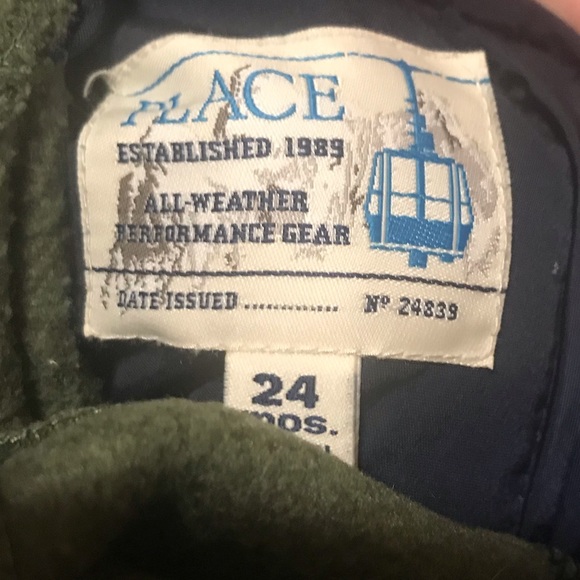 PLACE
ESTABLISHED 1989
ALL-WEATHER
PERFORMANCE GEAR
DATE ISSUED ............. Nº 24839
24
mos.